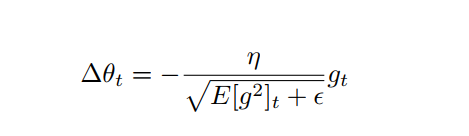 Δθ_t = − η / √(E[g²]_t + ϵ) g_t